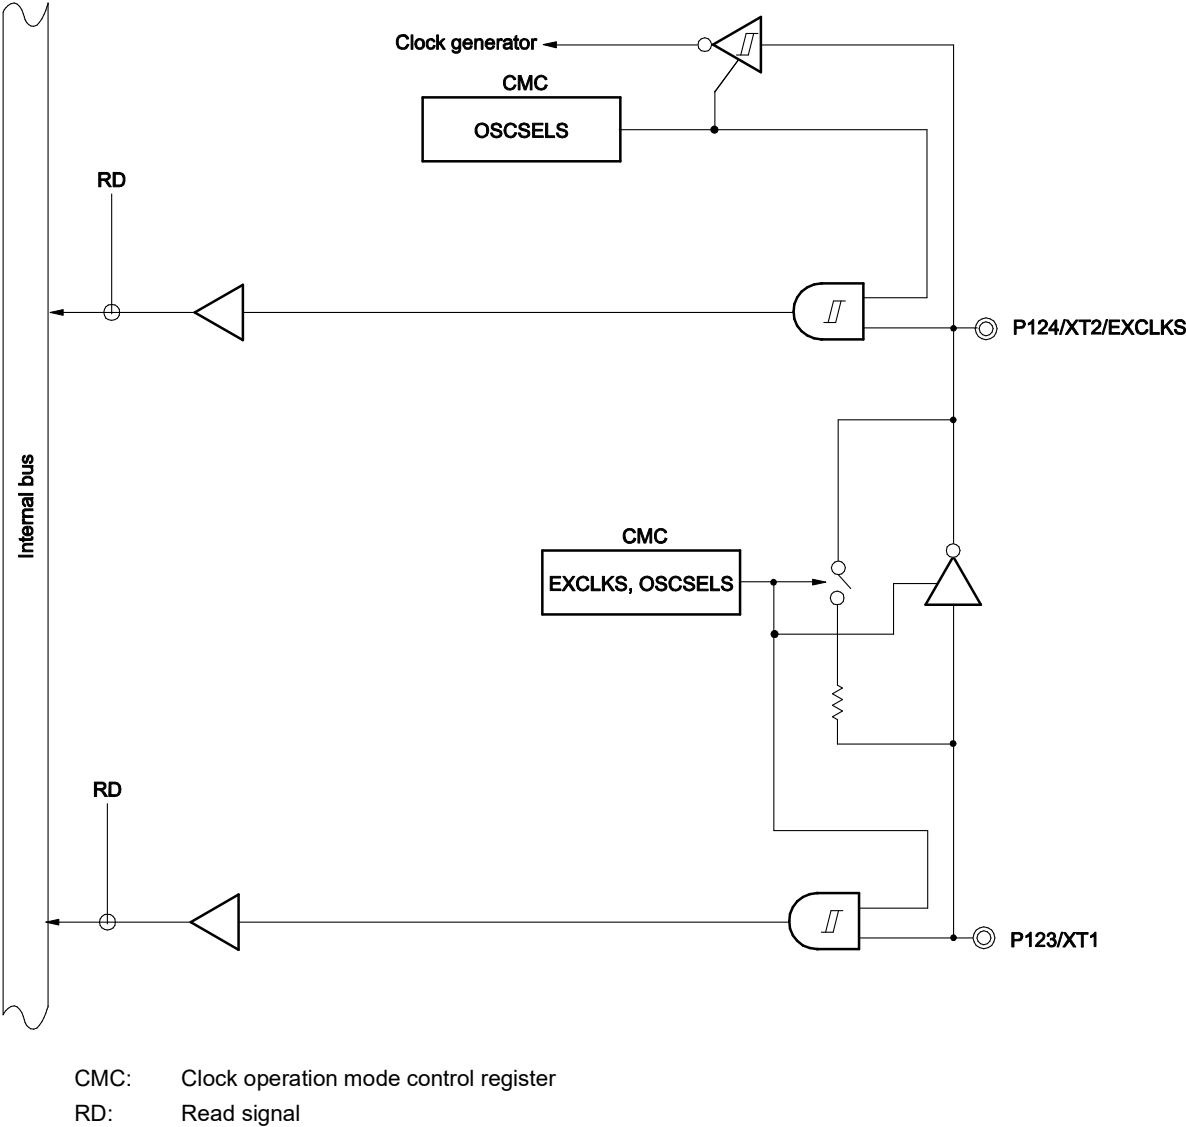 Clock generator
CMC
OSCSELS
RD
P124/XT2/EXCLKS
Internal bus
CMC
EXCLKS, OSCSELS
RD
P123/XT1
CMC: Clock operation mode control register
RD: Read signal